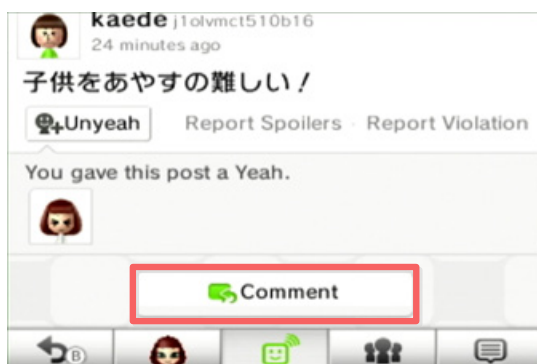 kaede j1olvmct510b16
24 minutes ago
子供をあやすの難しい！
Unyeah Report Spoilers · Report Violation
You gave this post a Yeah.
Comment
B